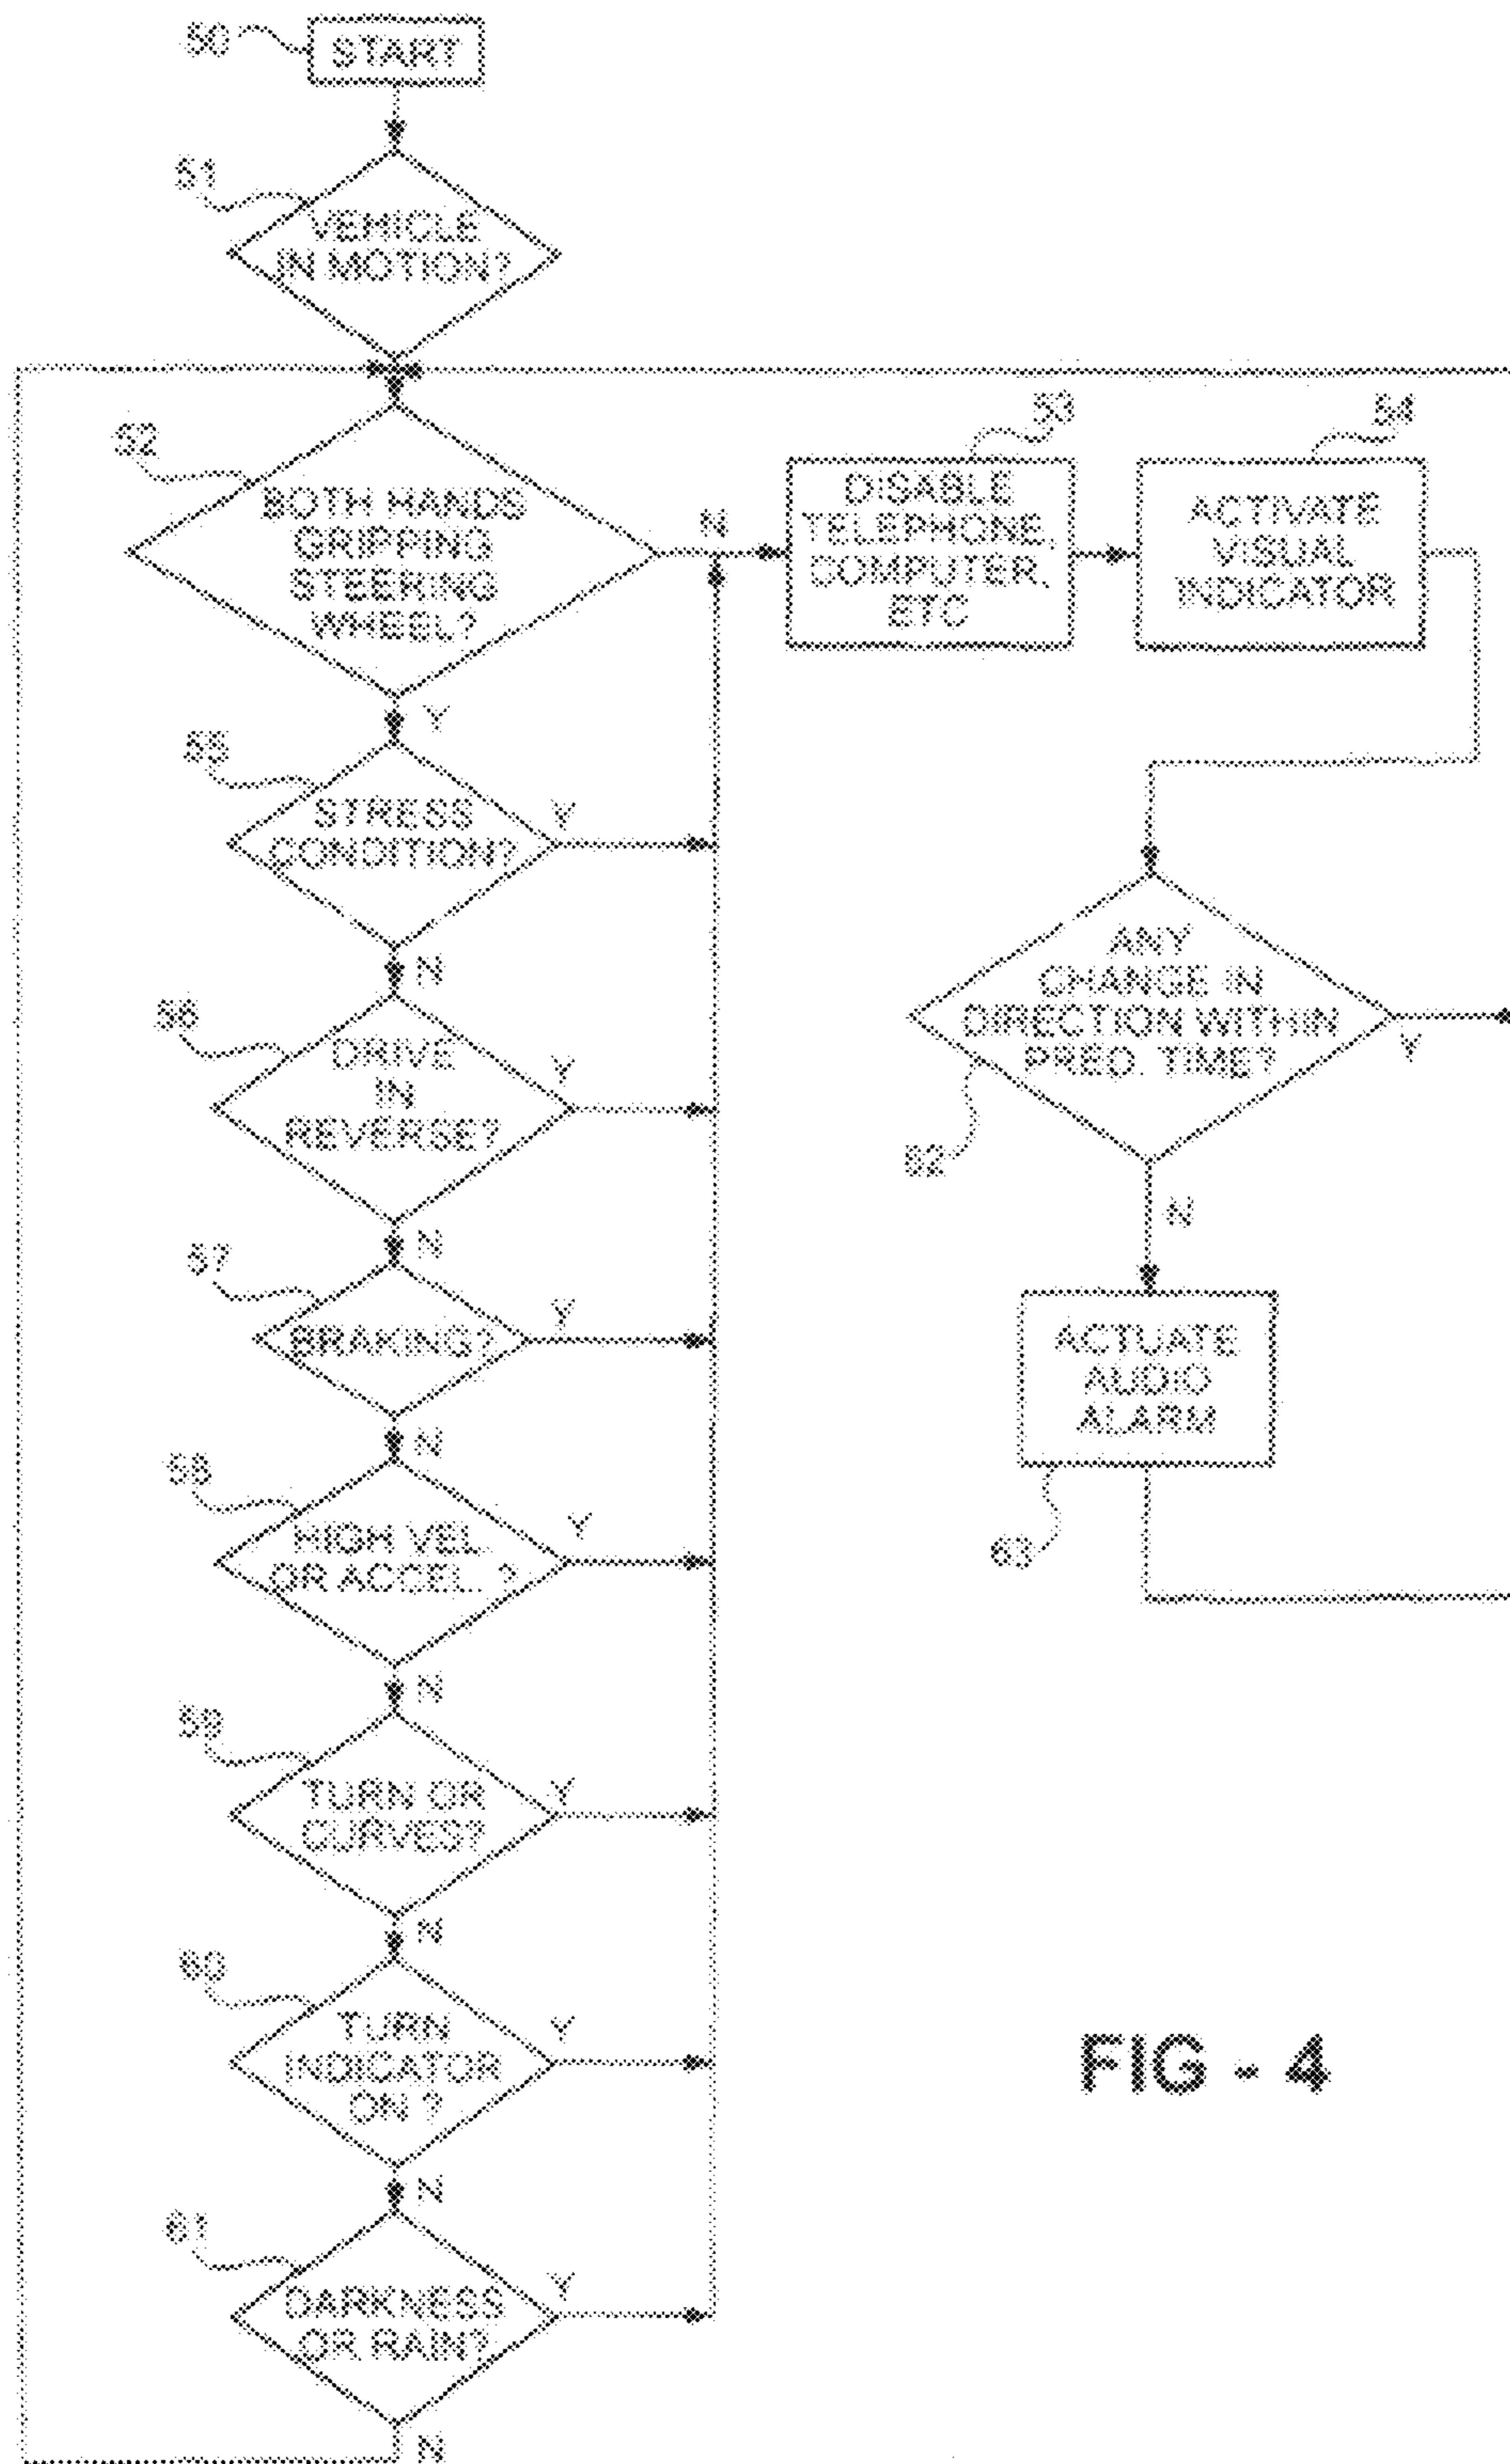 50
START
51
VEHICLE
IN MOTION?
52
BOTH HANDS
GRIPPING
STEERING
WHEEL?
N
53
DISABLE
TELEPHONE,
COMPUTER,
ETC
54
ACTIVATE
VISUAL
INDICATOR
Y
55
STRESS
CONDITION?
Y
N
56
DRIVE
IN
REVERSE?
Y
N
57
BRAKING?
Y
N
58
HIGH VEL.
OR ACCEL. ?
Y
N
59
TURN OR
CURVES?
Y
N
60
TURN
INDICATOR
ON ?
Y
N
61
DARKNESS
OR RAIN?
Y
N
ANY
CHANGE IN
DIRECTION WITHIN
PRED. TIME?
Y
62
N
ACTUATE
AUDIO
ALARM
63
FIG - 4